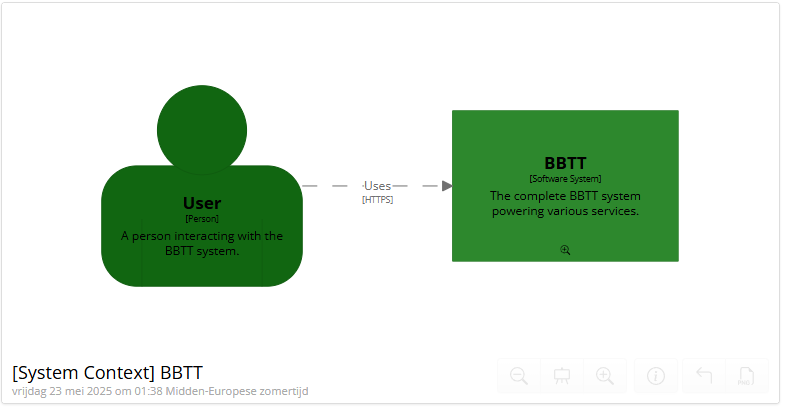 User
[Person]
A person interacting with the
BBTT system.
Uses
[HTTPS]
BBTT
[Software System]
The complete BBTT system
powering various services.
[System Context] BBTT
vrijdag 23 mei 2025 om 01:38 Midden-Europese zomertijd
PNG